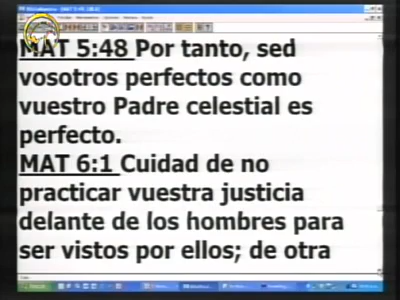 MAT 5:48 Por tanto, sed
vosotros perfectos como
vuestro Padre celestial es
perfecto.
MAT 6:1 Cuidad de no
practicar vuestra justicia
delante de los hombres para
ser vistos por ellos; de otra